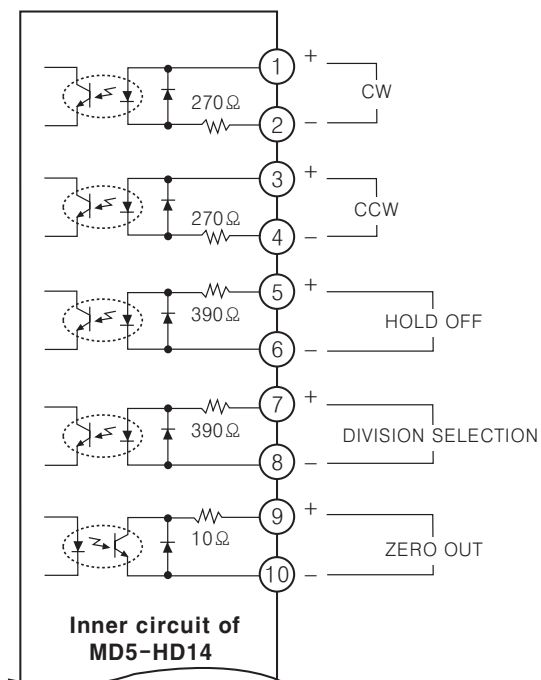 1 +
CW
270Ω
2 −
3 +
CCW
270Ω
4 −
5 +
390Ω
HOLD OFF
6 −
7 +
390Ω
DIVISION SELECTION
8 −
9 +
10Ω
ZERO OUT
10 −
Inner circuit of
MD5-HD14